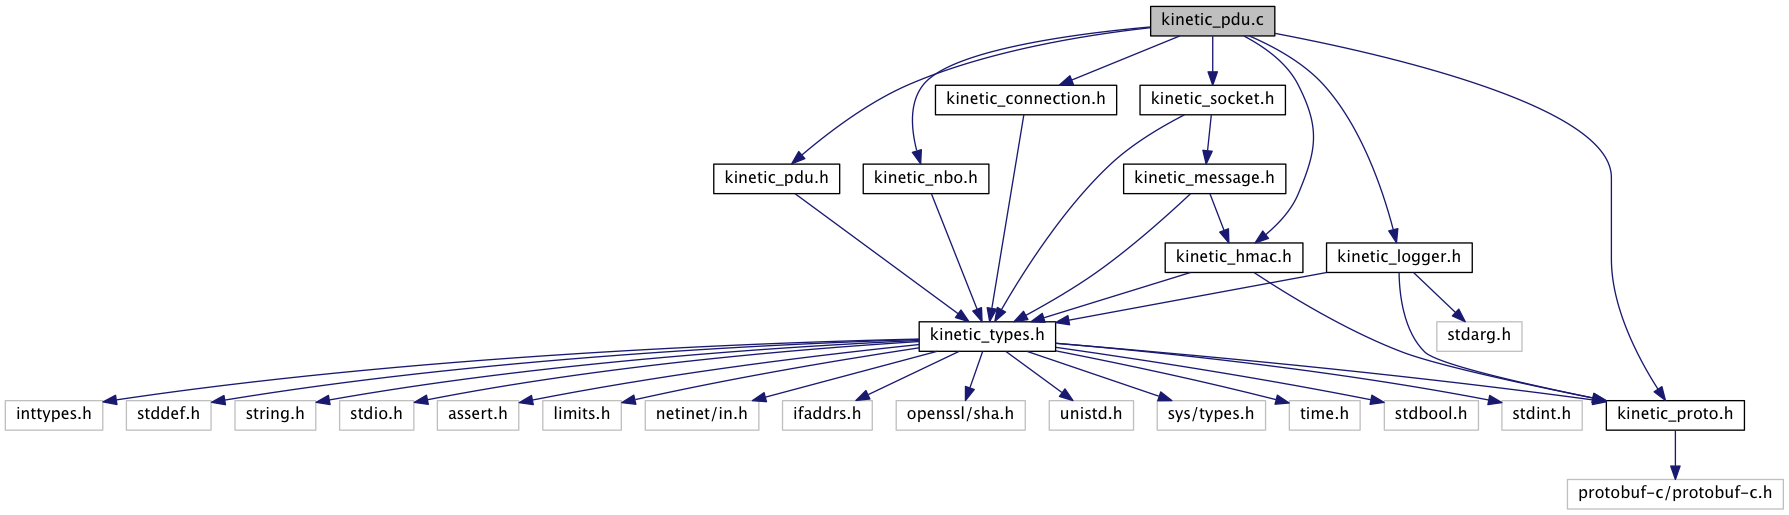 kinetic_pdu.c
kinetic_connection.h
kinetic_socket.h
kinetic_pdu.h
kinetic_nbo.h
kinetic_message.h
kinetic_hmac.h
kinetic_logger.h
kinetic_types.h
stdarg.h
inttypes.h
stddef.h
string.h
stdio.h
assert.h
limits.h
netinet/in.h
ifaddrs.h
openssl/sha.h
unistd.h
sys/types.h
time.h
stdbool.h
stdint.h
kinetic_proto.h
protobuf-c/protobuf-c.h